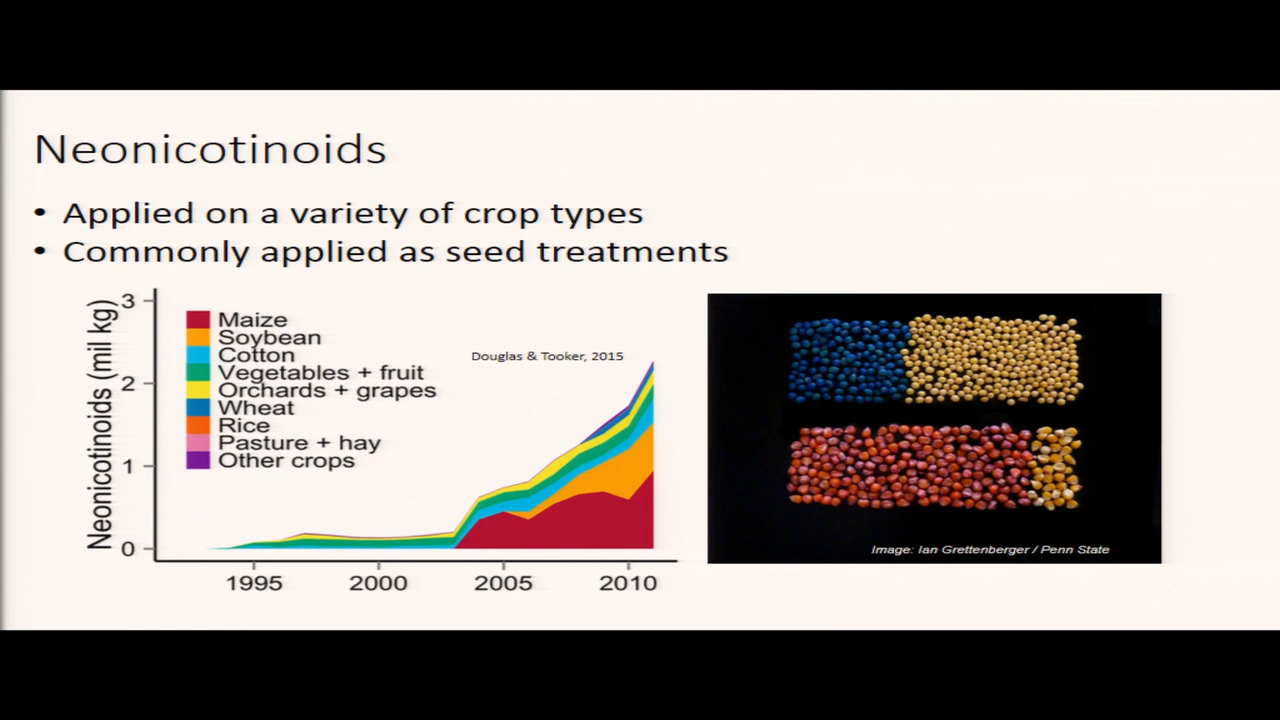 Neonicotinoids
• Applied on a variety of crop types
• Commonly applied as seed treatments
Neonicotinoids (mil kg)
3
2
1
0
Maize
Soybean
Cotton
Vegetables + fruit
Orchards + grapes
Wheat
Rice
Pasture + hay
Other crops
Douglas & Tooker, 2015
1995 2000 2005 2010
Image: Ian Grettenberger / Penn State